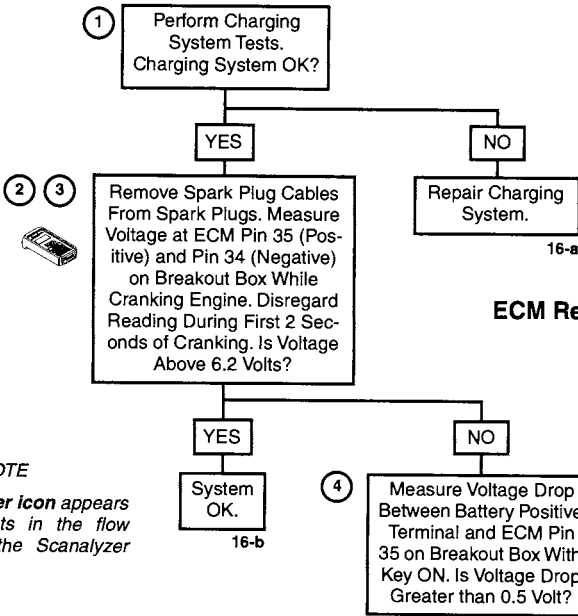 1
Perform Charging
System Tests.
Charging System OK?
YES
NO
2 3
Remove Spark Plug Cables
From Spark Plugs. Measure
Voltage at ECM Pin 35 (Pos-
itive) and Pin 34 (Negative)
on Breakout Box While
Cranking Engine. Disregard
Reading During First 2 Sec-
onds of Cranking. Is Voltage
Above 6.2 Volts?
Repair Charging
System.
16-a
ECM Re
YES
NO
OTE
er icon appears
ts in the flow
the Scanalyzer
System
OK.
16-b
4
Measure Voltage Drop
Between Battery Positive
Terminal and ECM Pin
35 on Breakout Box With
Key ON. Is Voltage Drop
Greater than 0.5 Volt?